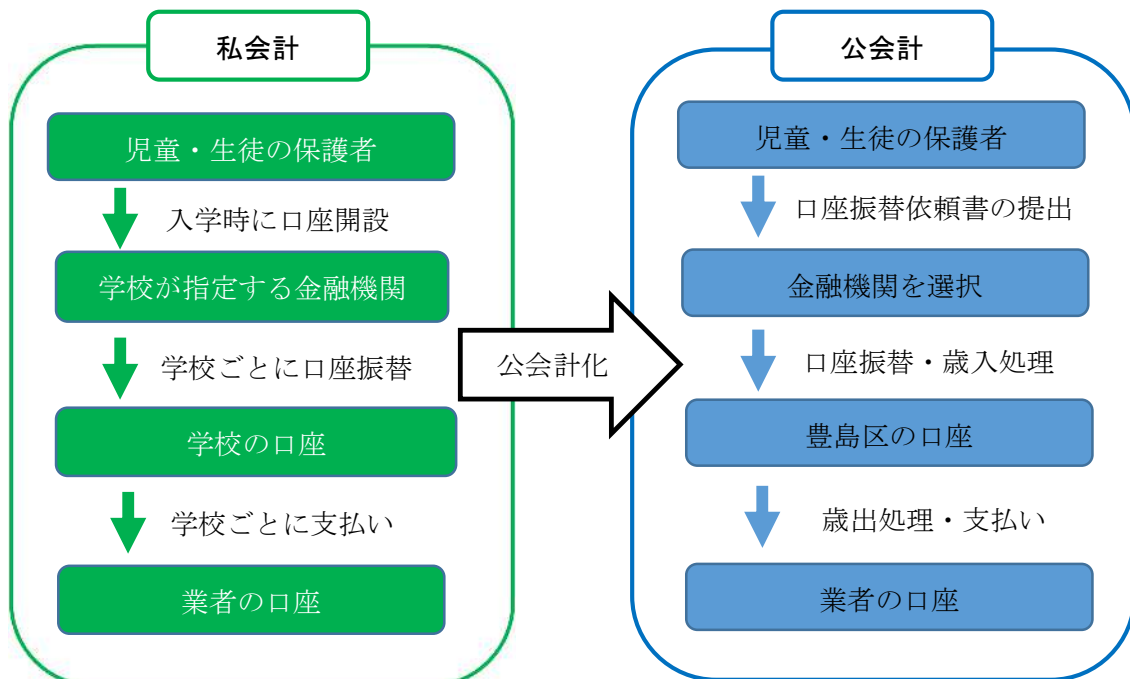 私会計
児童・生徒の保護者
入学時に口座開設
学校が指定する金融機関
学校ごとに口座振替
学校の口座
学校ごとに支払い
業者の口座
公会計化
公会計
児童・生徒の保護者
口座振替依頼書の提出
金融機関を選択
口座振替・歳入処理
豊島区の口座
歳出処理・支払い
業者の口座